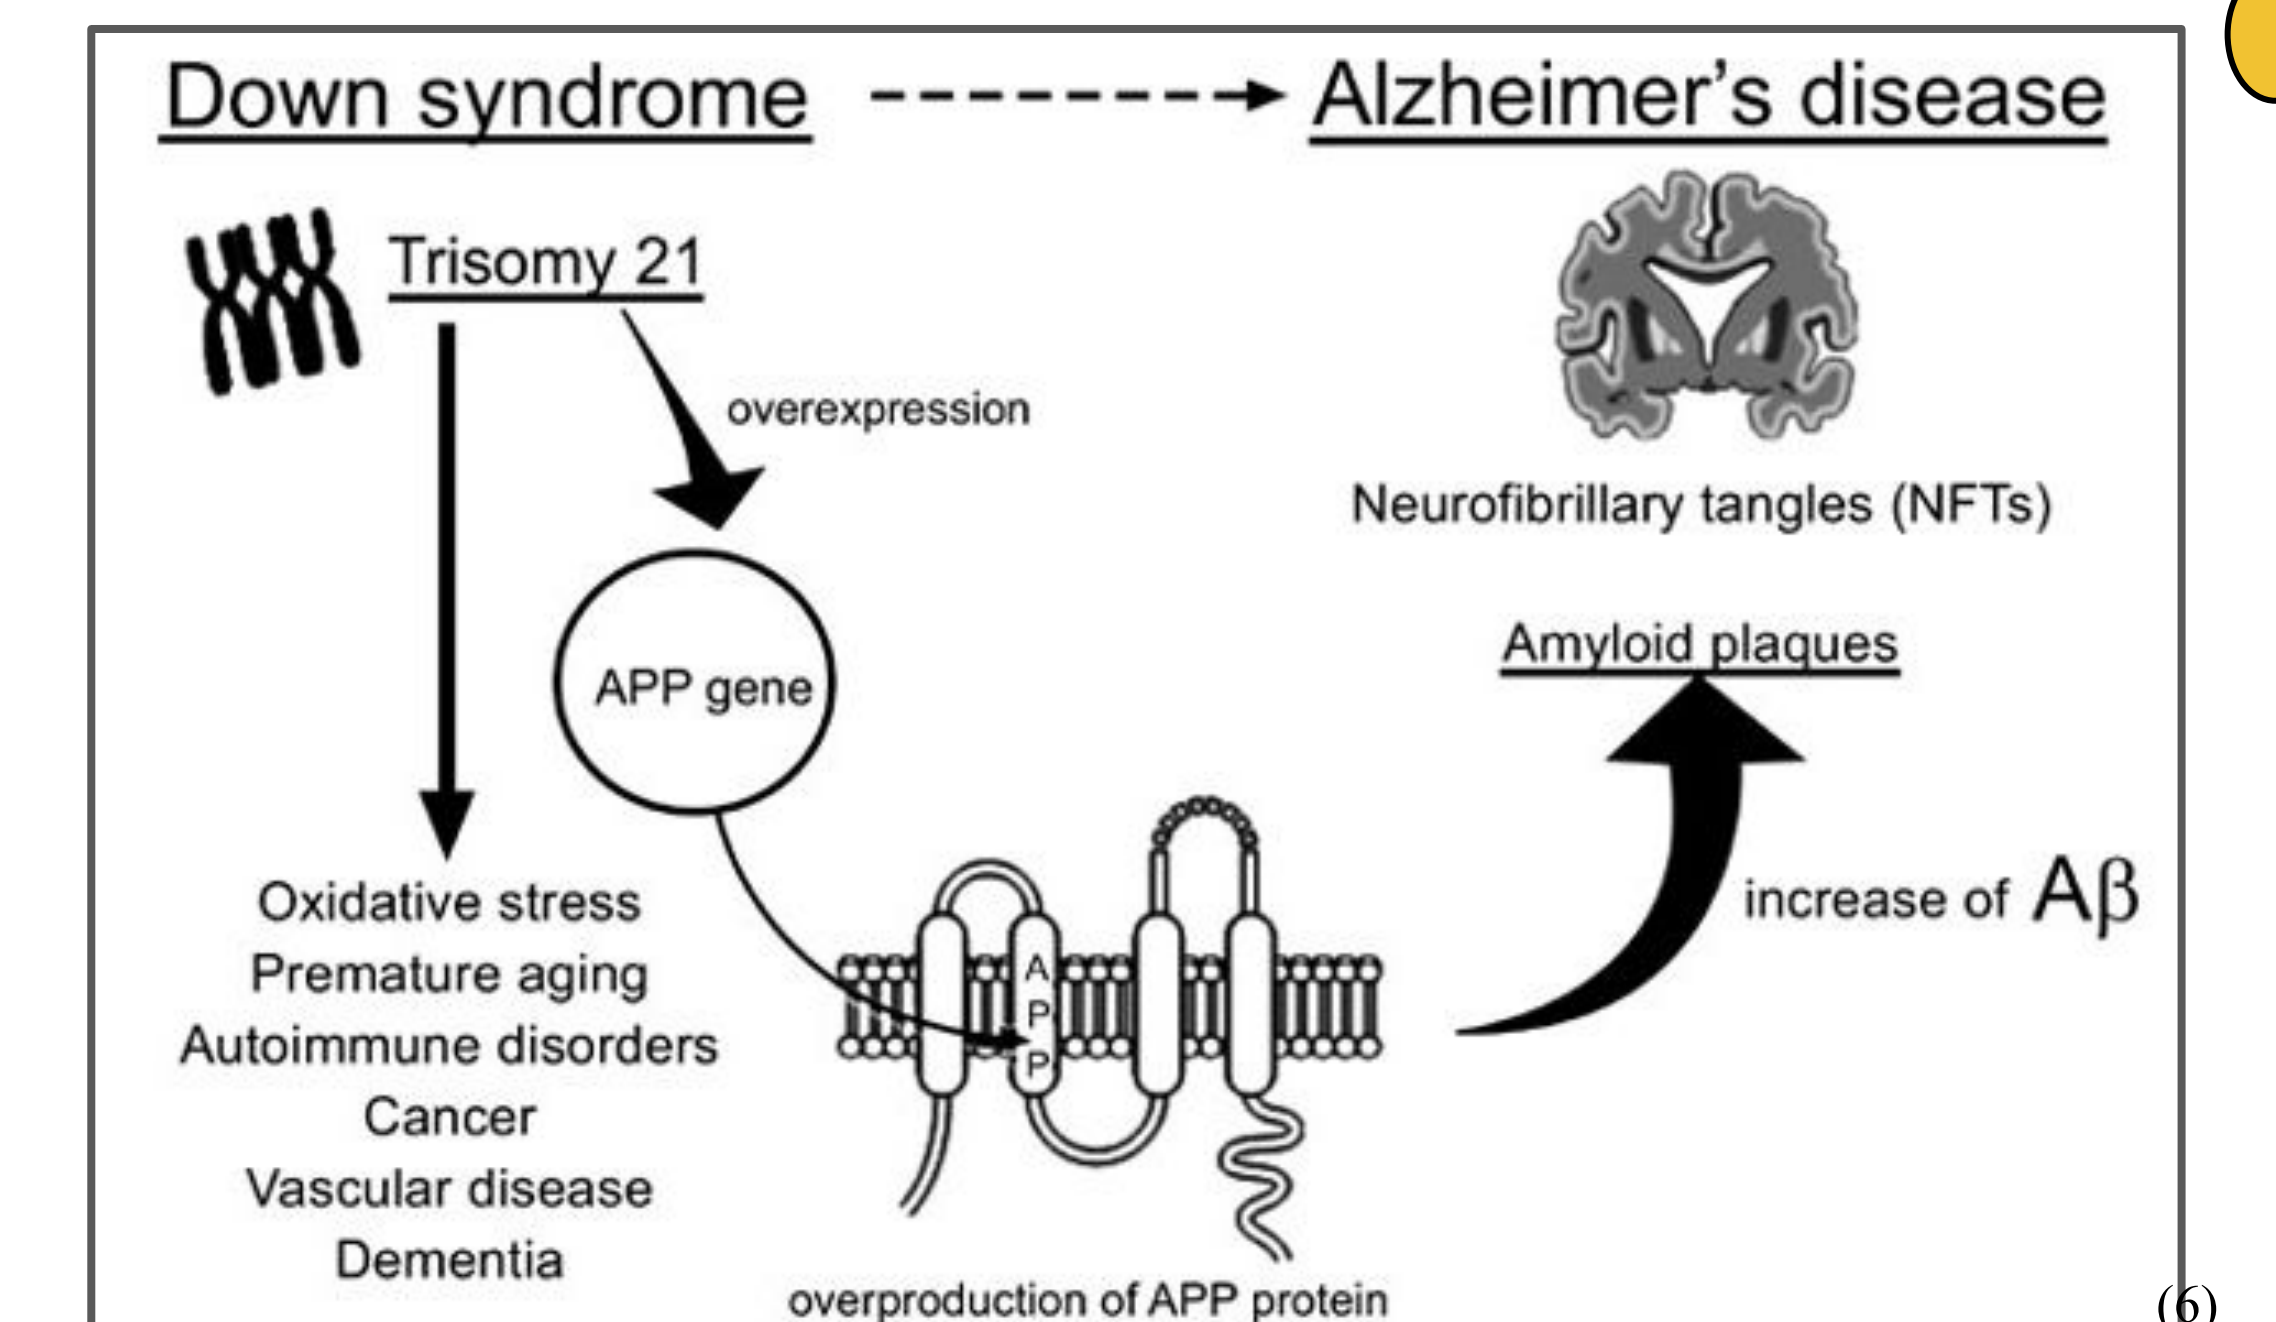 Down syndrome
Alzheimer's disease
Trisomy 21
overexpression
APP gene
Oxidative stress
Premature aging
Autoimmune disorders
Cancer
Vascular disease
Dementia
A
P
P
overproduction of APP protein
Neurofibrillary tangles (NFTs)
Amyloid plaques
increase of Aβ
(6)